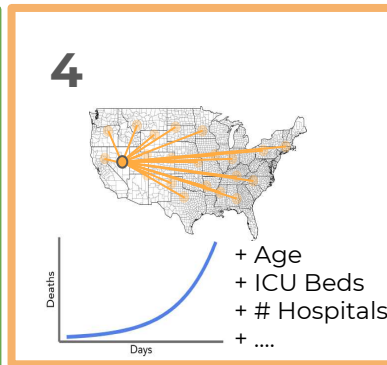 4
+ Age
+ ICU Beds
+ # Hospitals
+ ....
Deaths
Days